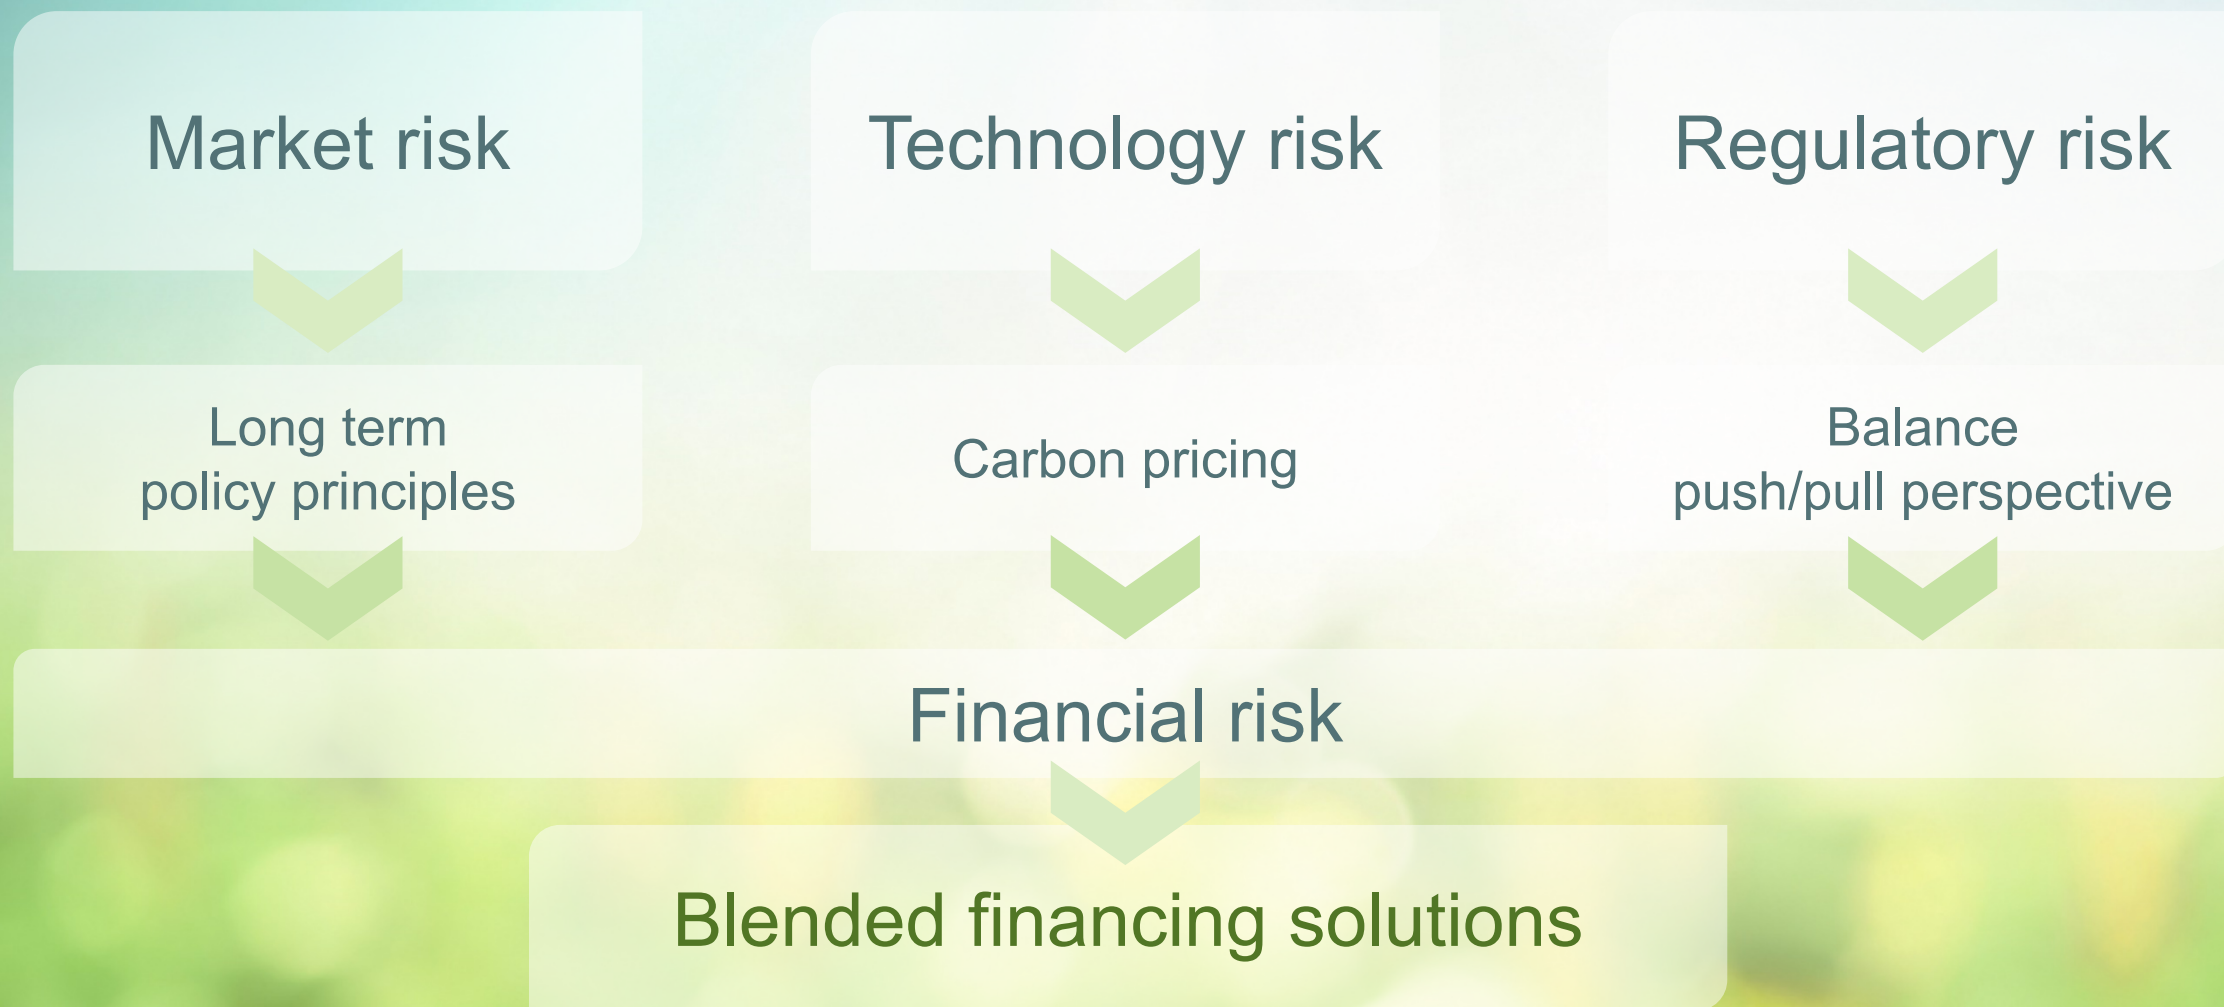 Market risk
Technology risk
Regulatory risk
Long term
policy principles
Carbon pricing
Balance
push/pull perspective
Financial risk
Blended financing solutions